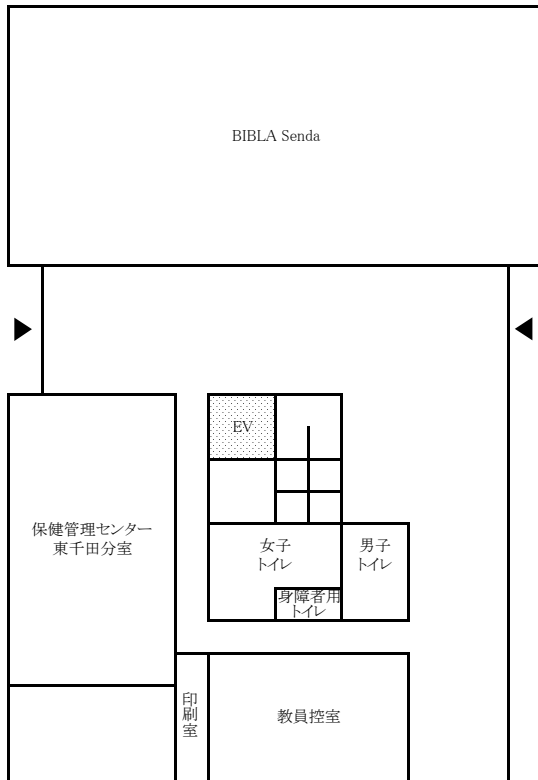 BIBLA Senda
EV
保健管理センター
東千田分室
女子
トイレ
男子
トイレ
身障者用
トイレ
印刷室
教員控室